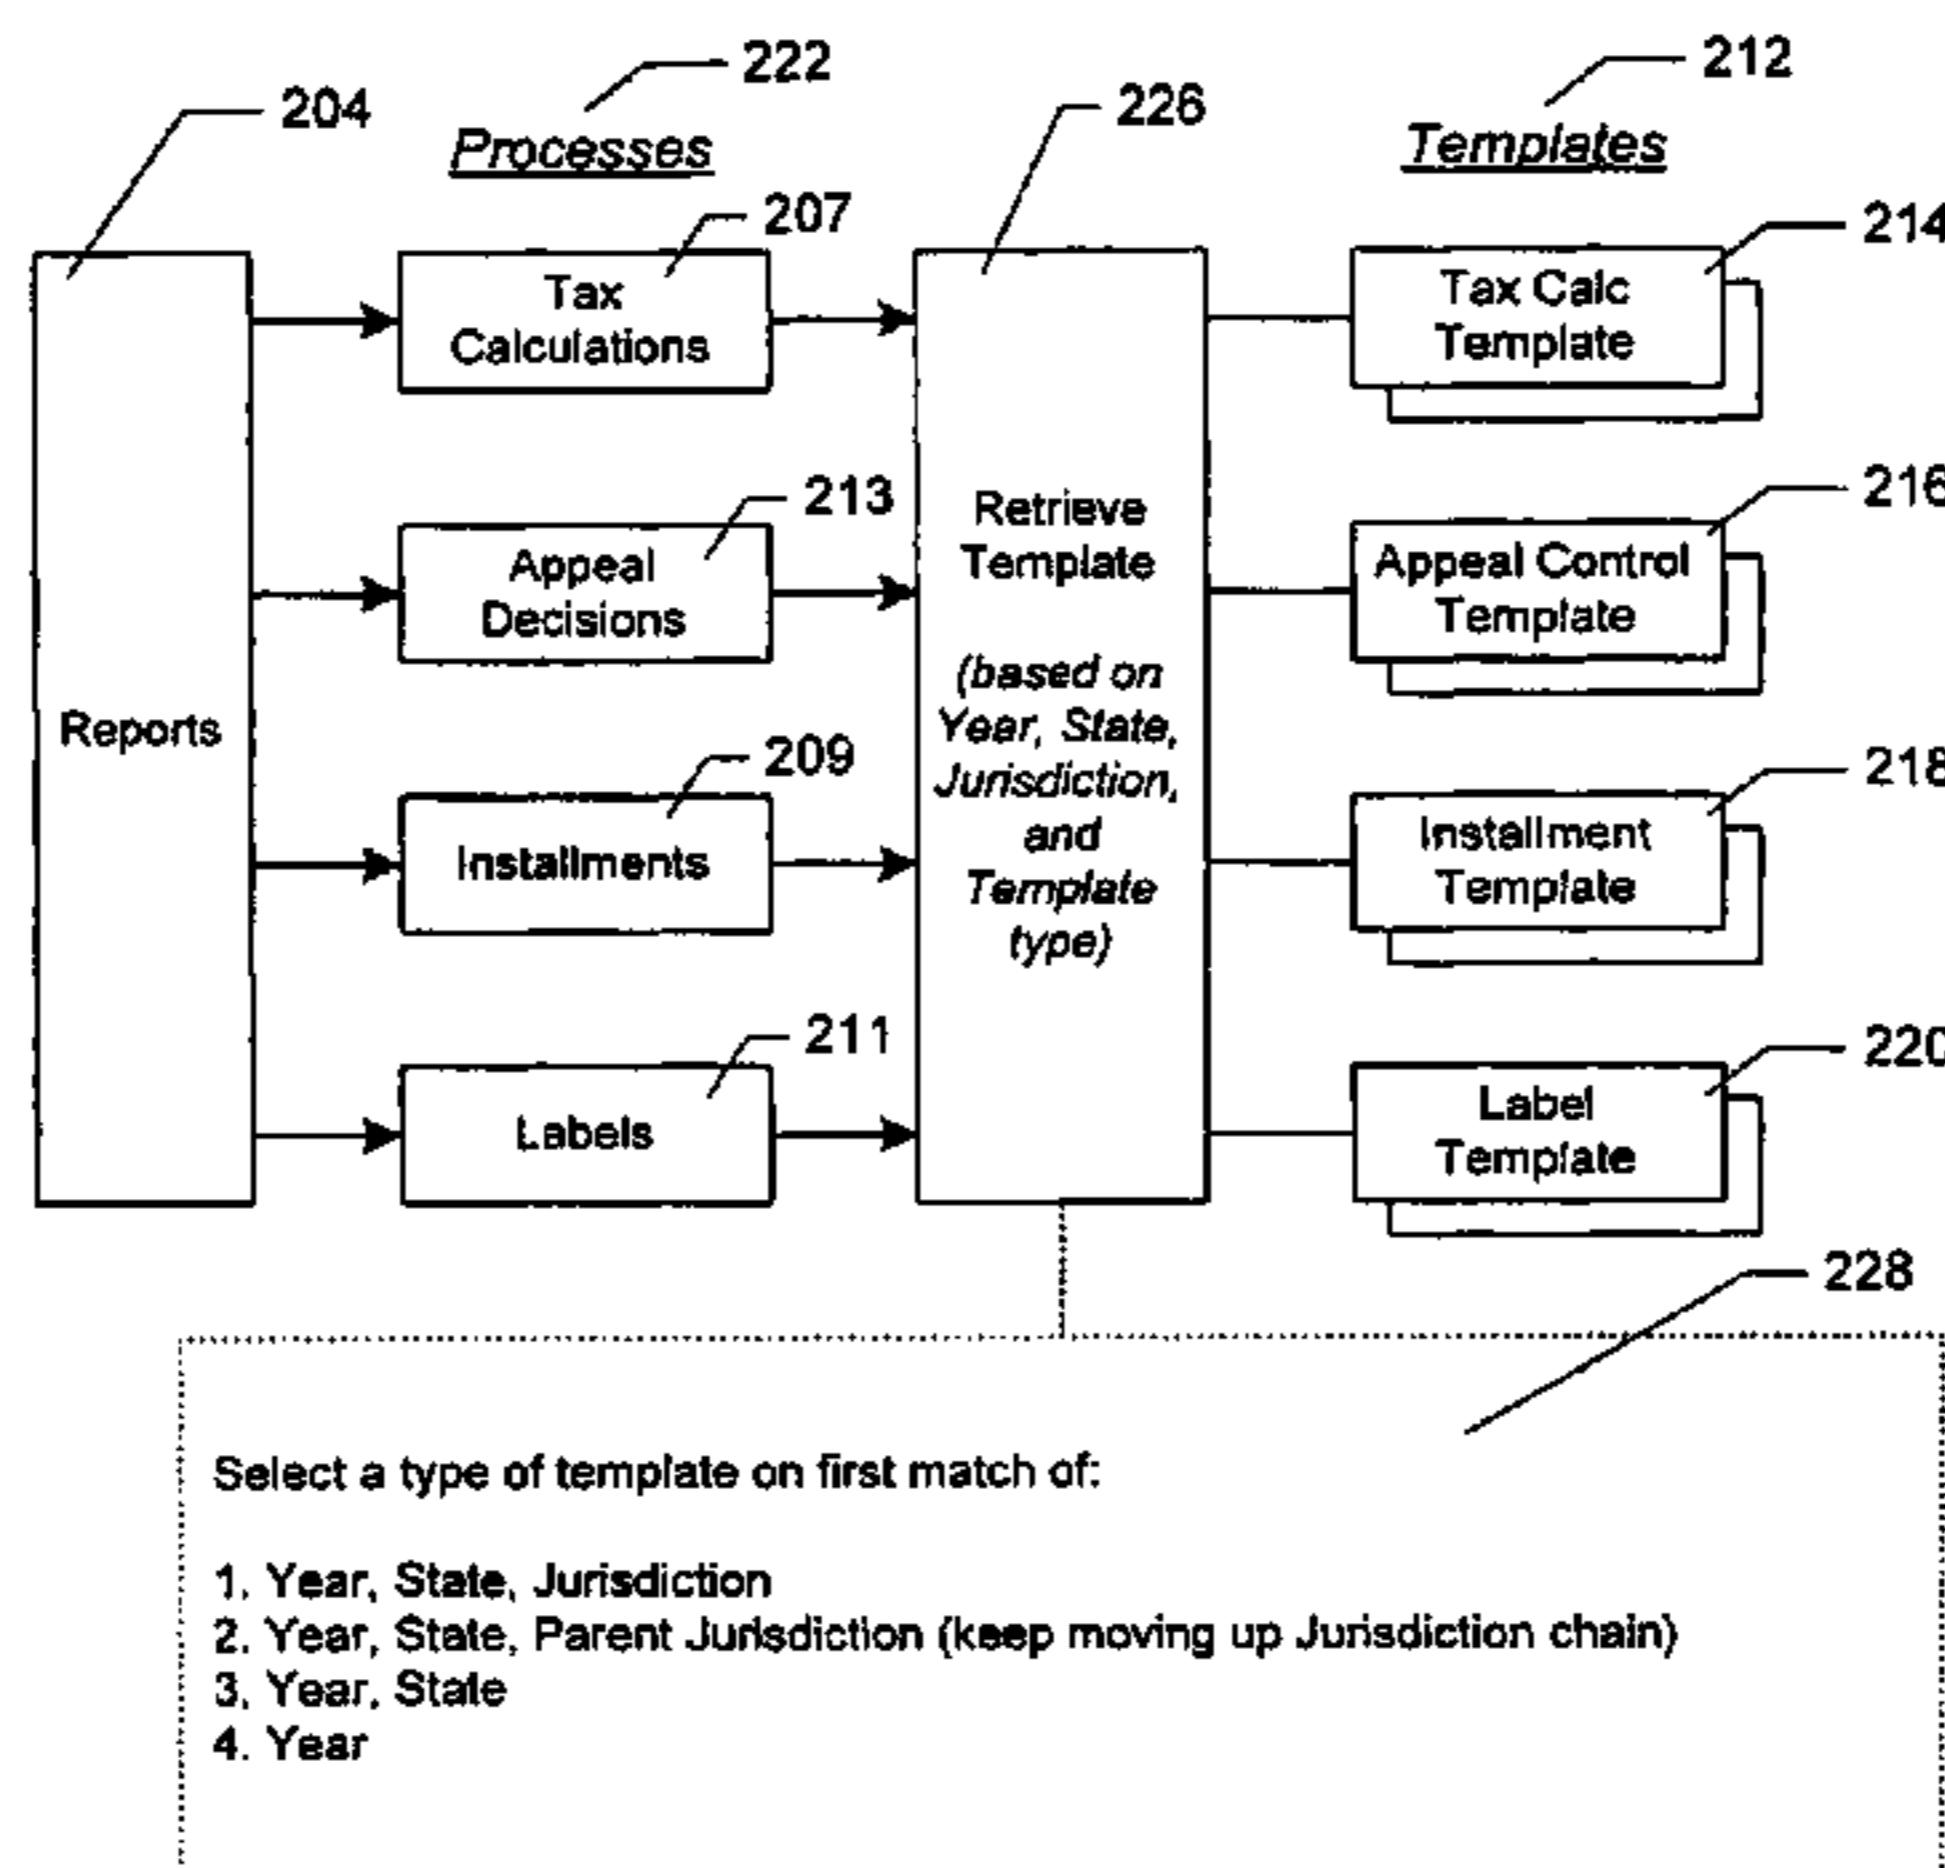 222
212
204
226
Processes
Templates
207
214
Tax
Calculations
Tax Calc
Template
213
216
Retrieve
Template
Appeal
Decisions
Appeal Control
Template
(based on
Year, State,
Jurisdiction,
and
Template
type)
Reports
209
218
Installments
Installment
Template
211
220
Labels
Label
Template
228
Select a type of template on first match of:
1. Year, State, Jurisdiction
2. Year, State, Parent Jurisdiction (keep moving up Jurisdiction chain)
3. Year, State
4. Year